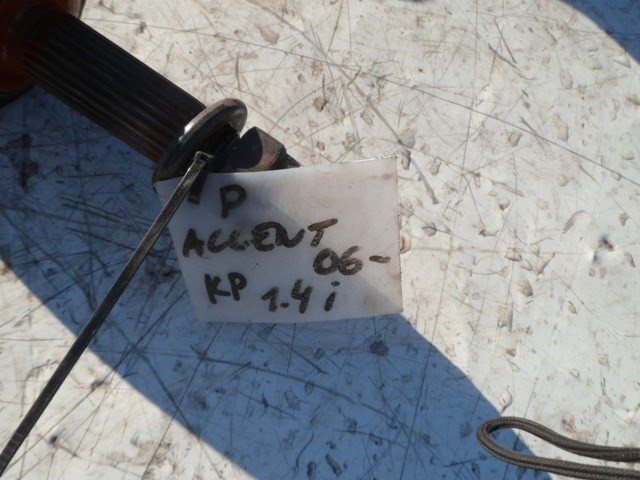 P
ACCENT
06-
KP 1.4i